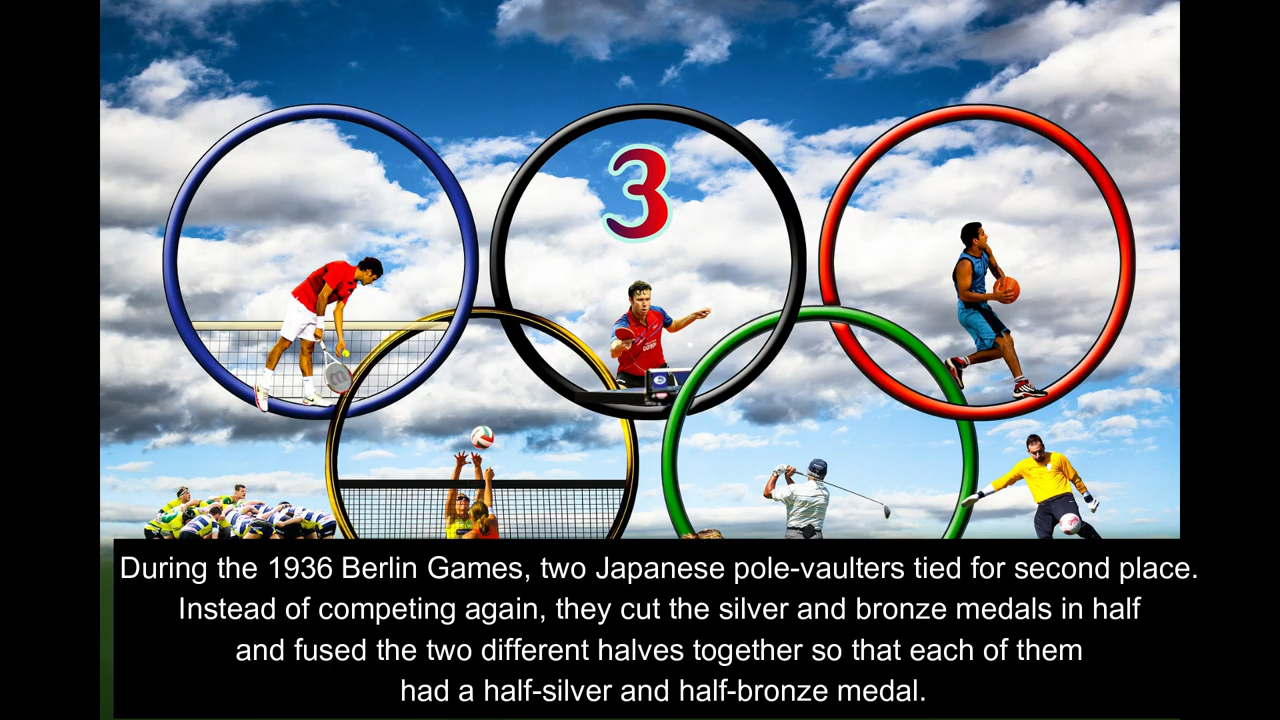 3
During the 1936 Berlin Games, two Japanese pole-vaulters tied for second place.
Instead of competing again, they cut the silver and bronze medals in half
and fused the two different halves together so that each of them
had a half-silver and half-bronze medal.